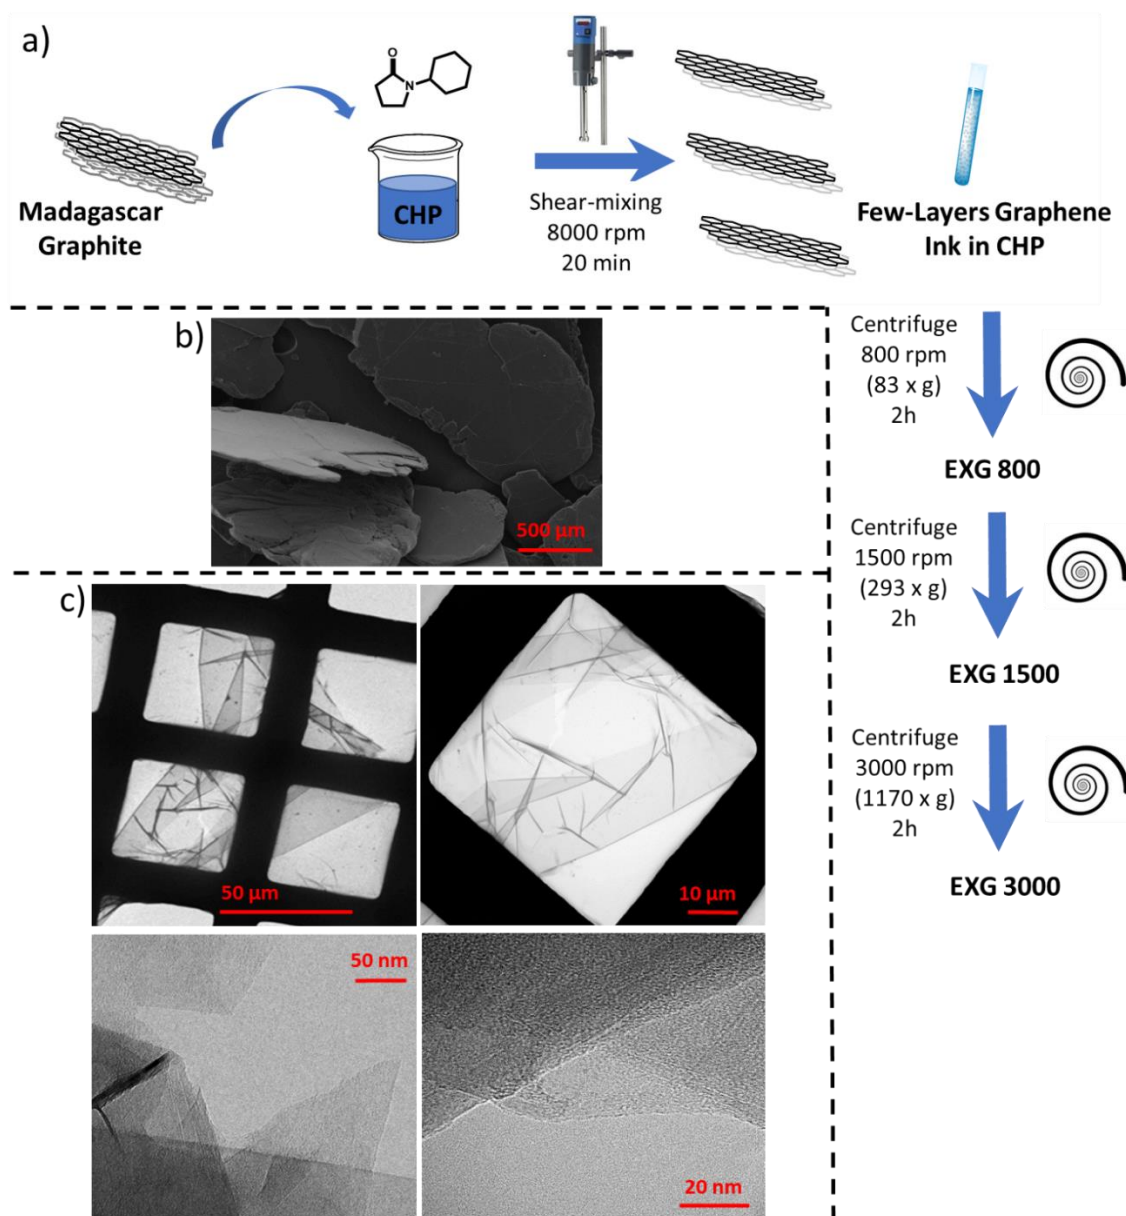 a)
O
N
Madagascar
Graphite
CHP
Shear-mixing
8000 rpm
20 min
Few-Layers Graphene
Ink in CHP
Centrifuge
800 rpm
(83 x g)
2h
EXG 800
Centrifuge
1500 rpm
(293 x g)
2h
EXG 1500
Centrifuge
3000 rpm
(1170 x g)
2h
EXG 3000
b)
500 µm
c)
50 µm
10 µm
50 nm
20 nm